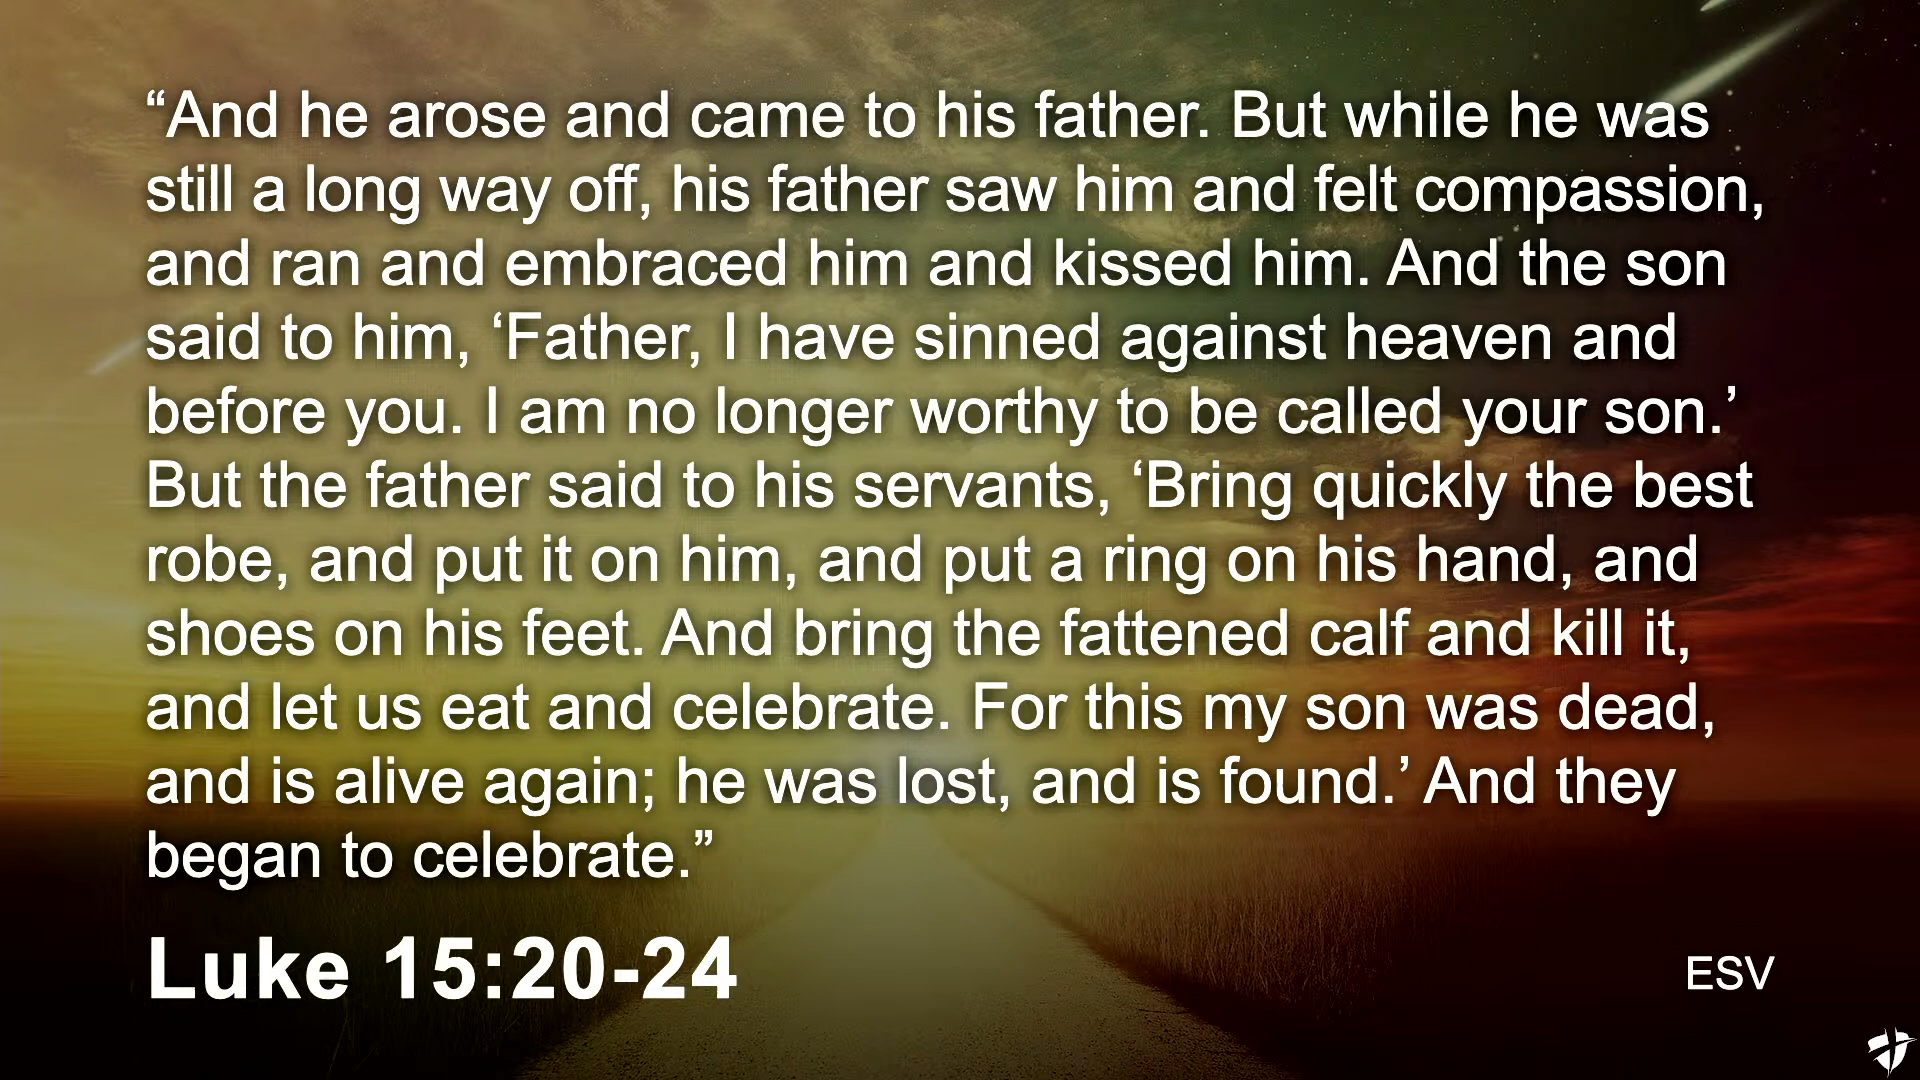 “And he arose and came to his father. But while he was
still a long way off, his father saw him and felt compassion,
and ran and embraced him and kissed him. And the son
said to him, ‘Father, I have sinned against heaven and
before you. I am no longer worthy to be called your son.’
But the father said to his servants, ‘Bring quickly the best
robe, and put it on him, and put a ring on his hand, and
shoes on his feet. And bring the fattened calf and kill it,
and let us eat and celebrate. For this my son was dead,
and is alive again; he was lost, and is found.’ And they
began to celebrate.”
Luke 15:20-24
ESV